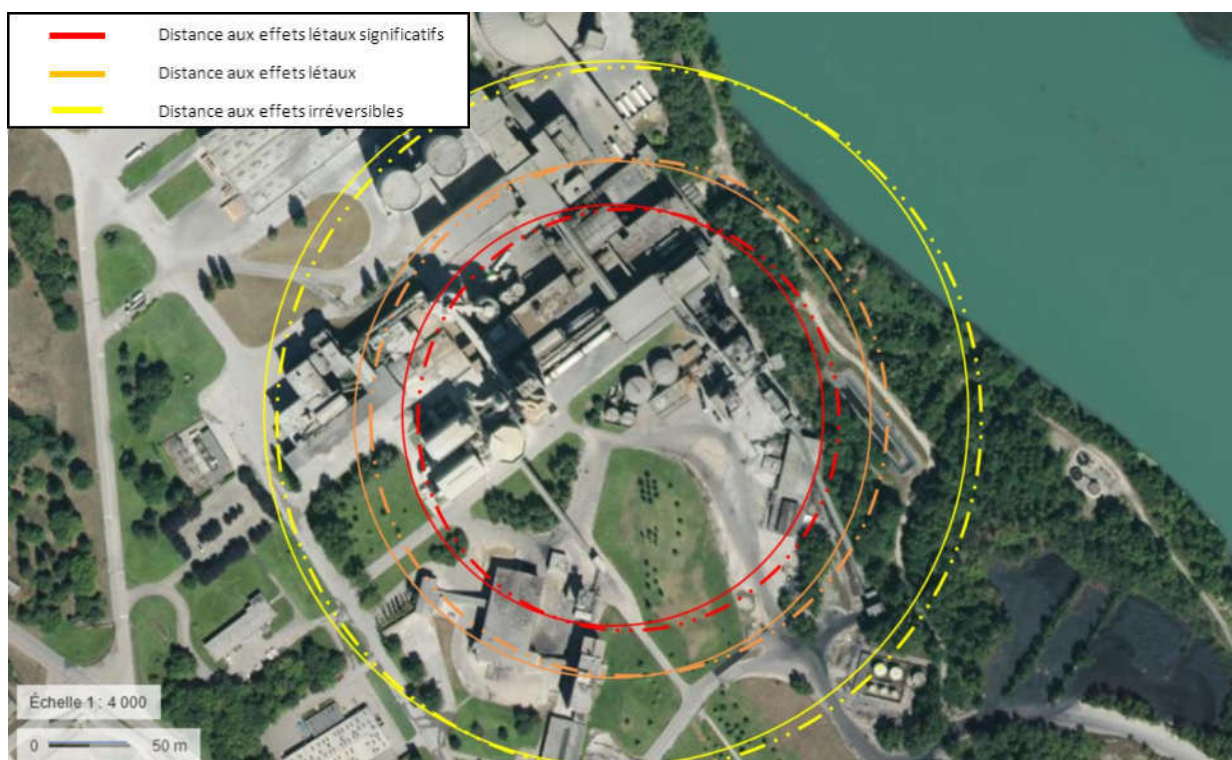 Distance aux effets létaux significatifs
Distance aux effets létaux
Distance aux effets irréversibles
Échelle 1 : 4 000
0 50 m